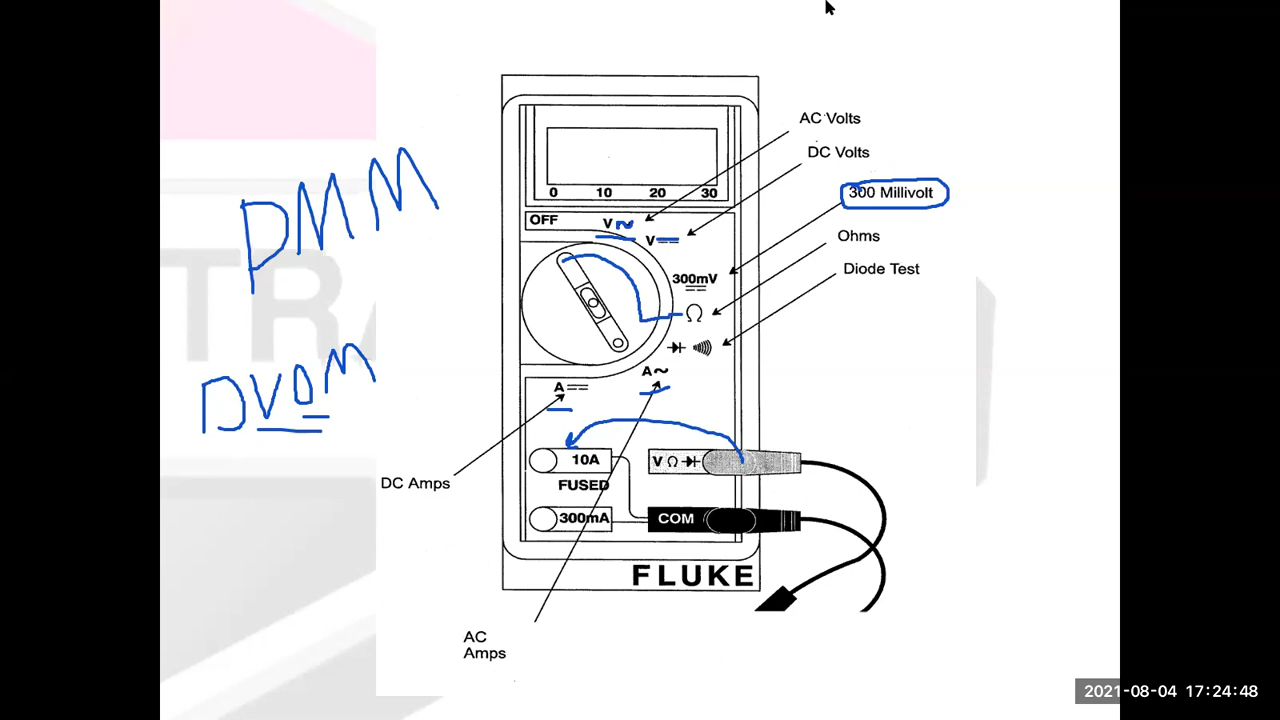 AC Volts
DC Volts
DMM
300 Millivolt
0 10 20 30
OFF
V~
V
Ohms
Diode Test
300mV
Ω
DVOM
A~
A
10A
V Ω
DC Amps
FUSED
300mA
COM
FLUKE
AC
Amps
TRA
2021-08-04 17:24:48